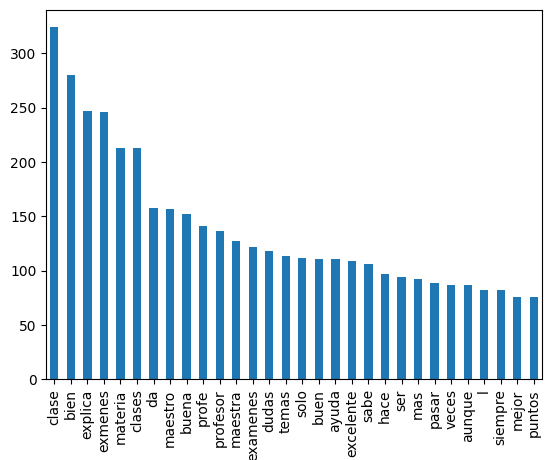 300
250
200
150
100
50
0
clase
bien
explica
exmenes
materia
clases
da
maestro
buena
profe
profesor
maestra
examenes
dudas
temas
solo
buen
ayuda
excelente
sabe
hace
ser
mas
pasar
veces
aunque
l
siempre
mejor
puntos